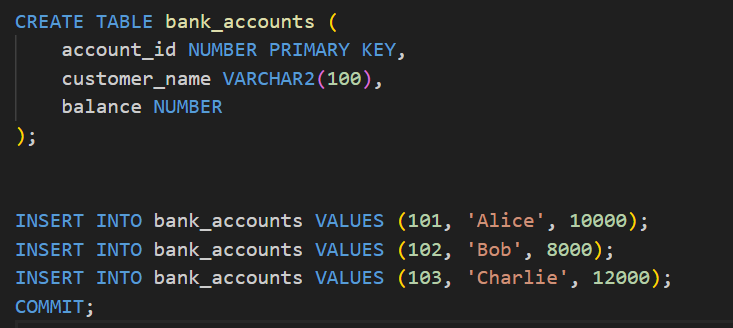 CREATE TABLE bank_accounts (
    account_id NUMBER PRIMARY KEY,
    customer_name VARCHAR2(100),
    balance NUMBER
);
INSERT INTO bank_accounts VALUES (101, 'Alice', 10000);
INSERT INTO bank_accounts VALUES (102, 'Bob', 8000);
INSERT INTO bank_accounts VALUES (103, 'Charlie', 12000);
COMMIT;